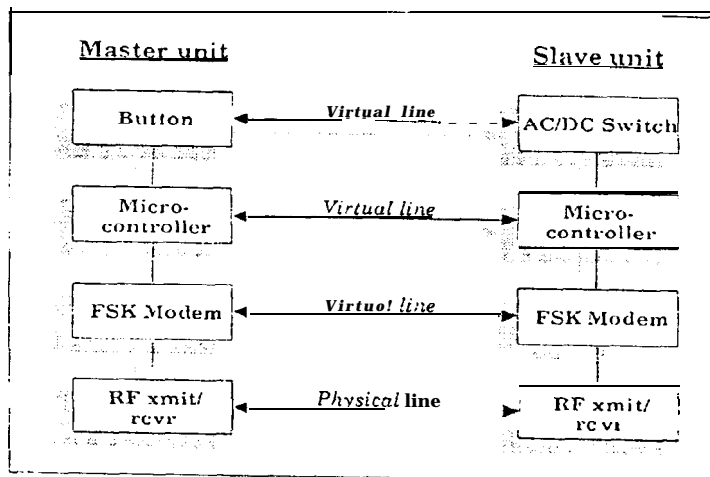 Master unit
Slave unit
Button
Virtual line
AC/DC Switch
Micro-
controller
Virtual line
Micro-
controller
FSK Modem
Virtual line
FSK Modem
RF xmit/
rcvr
Physical line
RF xmit/
rcvr